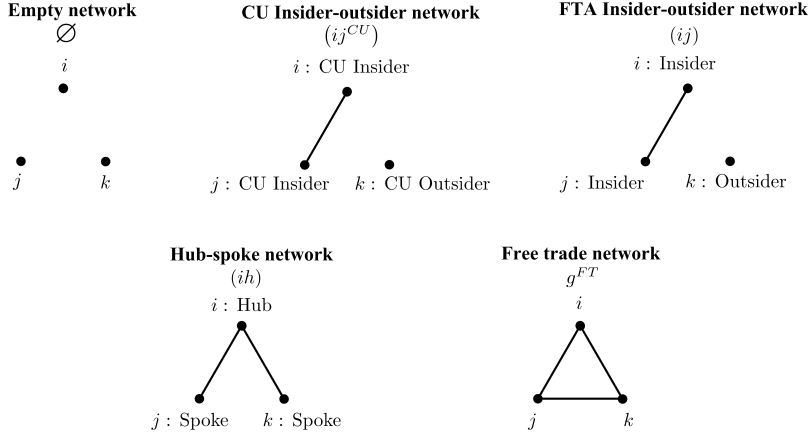 Empty network
∅
i
j
k
CU Insider-outsider network
(ij^{CU})
i : CU Insider
j : CU Insider
k : CU Outsider
FTA Insider-outsider network
(ij)
i : Insider
j : Insider
k : Outsider
Hub-spoke network
(ih)
i : Hub
j : Spoke
k : Spoke
Free trade network
g^{FT}
i
j
k